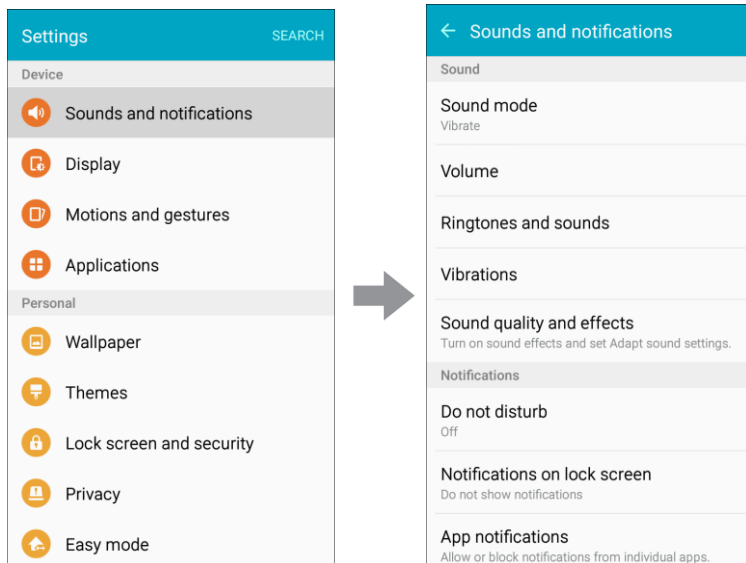 Settings
SEARCH
Device
Sounds and notifications
Display
Motions and gestures
Applications
Personal
Wallpaper
Themes
Lock screen and security
Privacy
Easy mode
Sounds and notifications
Sound
Sound mode
Vibrate
Volume
Ringtones and sounds
Vibrations
Sound quality and effects
Turn on sound effects and set Adapt sound settings.
Notifications
Do not disturb
Off
Notifications on lock screen
Do not show notifications
App notifications
Allow or block notifications from individual apps.